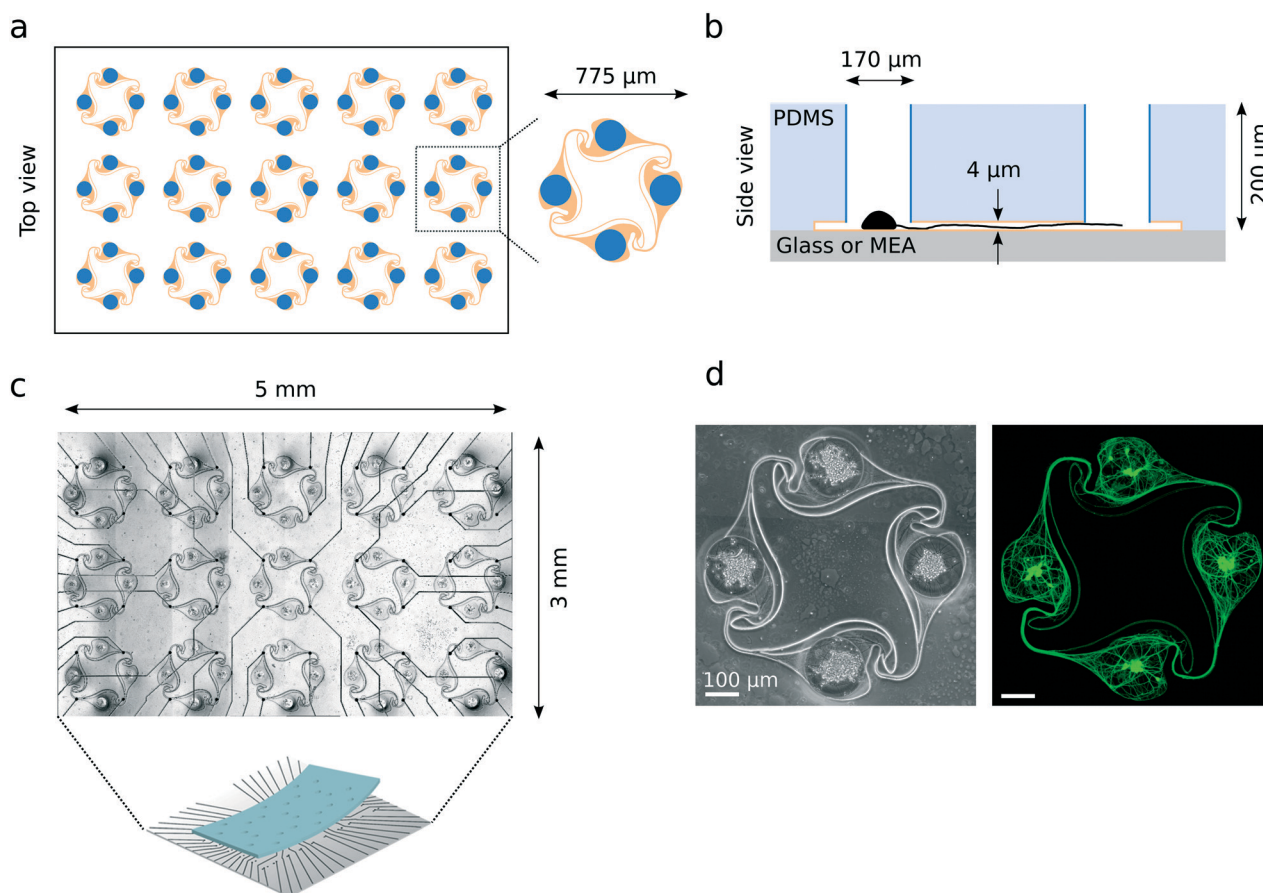 a
Top view
775 µm
b
Side view
170 µm
PDMS
4 µm
200 µm
Glass or MEA
c
5 mm
3 mm
d
100 µm